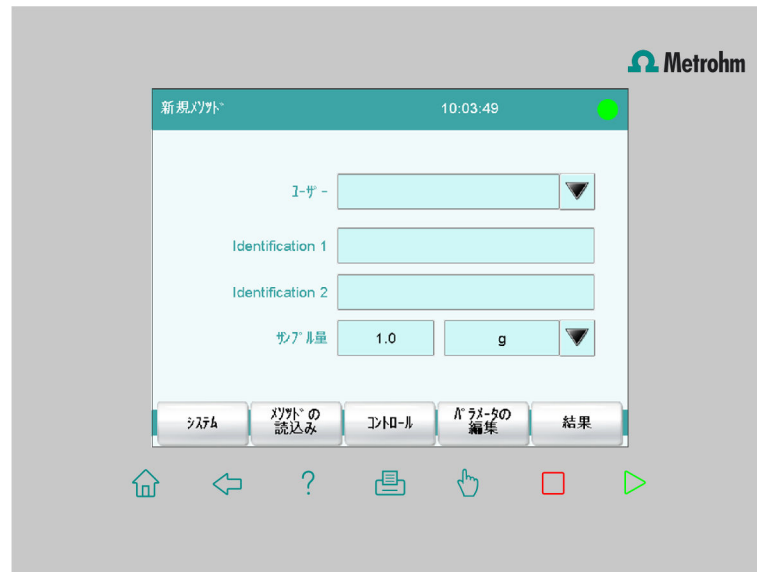 Metrohm
新規ﾒｿｯﾄﾞ 10:03:49
ﾕｰｻﾞｰ
Identification 1
Identification 2
ｻﾝﾌﾟﾙ量 1.0 g
ｼｽﾃﾑ
ﾒｿｯﾄﾞの
読込み
ｺﾝﾄﾛｰﾙ
ﾊﾟﾗﾒｰﾀの
編集
結果
?